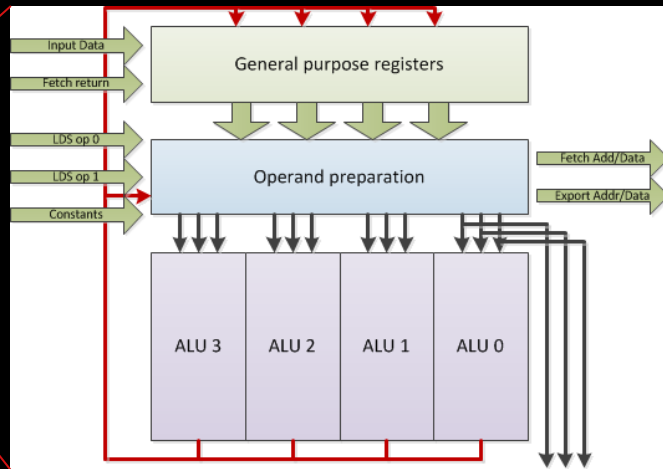 Input Data
General purpose registers
Fetch return
LDS op 0
LDS op 1
Constants
Operand preparation
Fetch Add/Data
Export Addr/Data
ALU 3
ALU 2
ALU 1
ALU 0